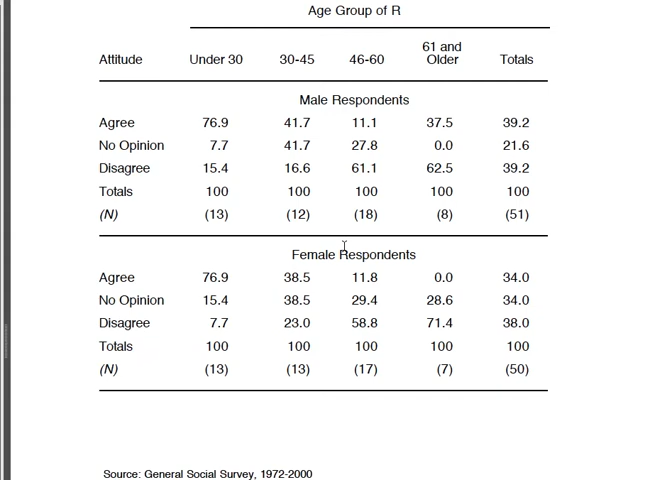 Age Group of R
Attitude Under 30 30-45 46-60 61 and Older Totals
Male Respondents
Agree 76.9 41.7 11.1 37.5 39.2
No Opinion 7.7 41.7 27.8 0.0 21.6
Disagree 15.4 16.6 61.1 62.5 39.2
Totals 100 100 100 100 100
(N) (13) (12) (18) (8) (51)
Female Respondents
Agree 76.9 38.5 11.8 0.0 34.0
No Opinion 15.4 38.5 29.4 28.6 34.0
Disagree 7.7 23.0 58.8 71.4 38.0
Totals 100 100 100 100 100
(N) (13) (13) (17) (7) (50)
Source: General Social Survey, 1972-2000